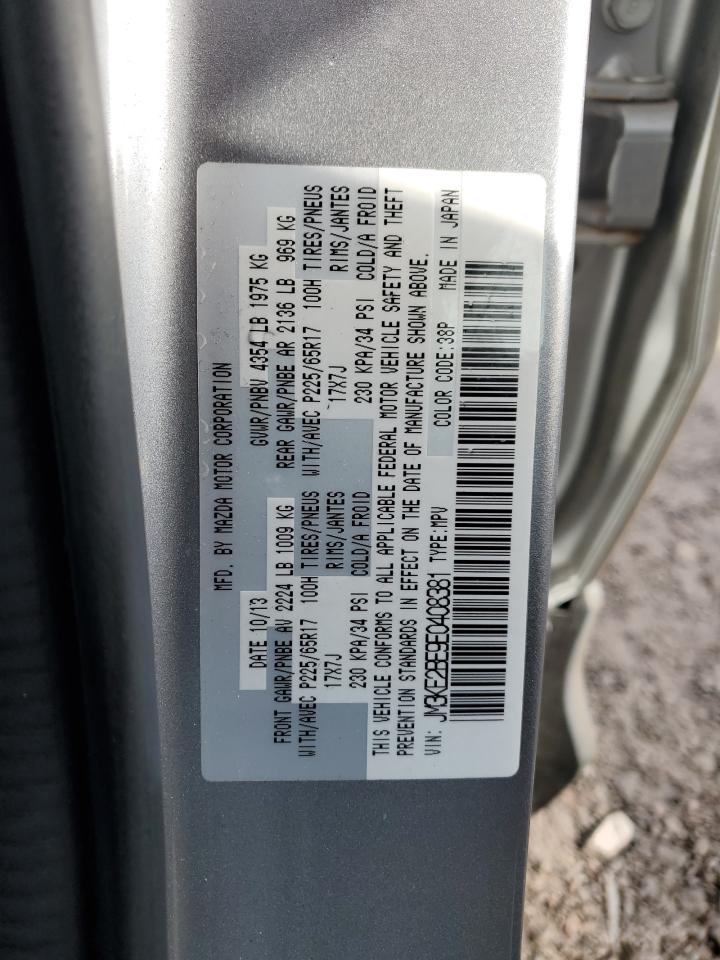 MFD. BY MAZDA MOTOR CORPORATION
DATE 10/13 GVWR/PNBV 4354 LB 1975 KG
FRONT GAWR/PNBE AV 2224 LB 1009 KG REAR GAWR/PNBE AR 2136 LB 969 KG
WITH/AVEC P225/65R17 100H TIRES/PNEUS WITH/AVEC P225/65R17 100H TIRES/PNEUS
17X7J RIMS/JANTES 17X7J RIMS/JANTES
230 KPA/34 PSI COLD/A FROID 230 KPA/34 PSI COLD/A FROID
THIS VEHICLE CONFORMS TO ALL APPLICABLE FEDERAL MOTOR VEHICLE SAFETY AND THEFT
PREVENTION STANDARDS IN EFFECT ON THE DATE OF MANUFACTURE SHOWN ABOVE.
VIN: JM3KE2BE9E0408381 TYPE:MPV COLOR CODE:38P MADE IN JAPAN